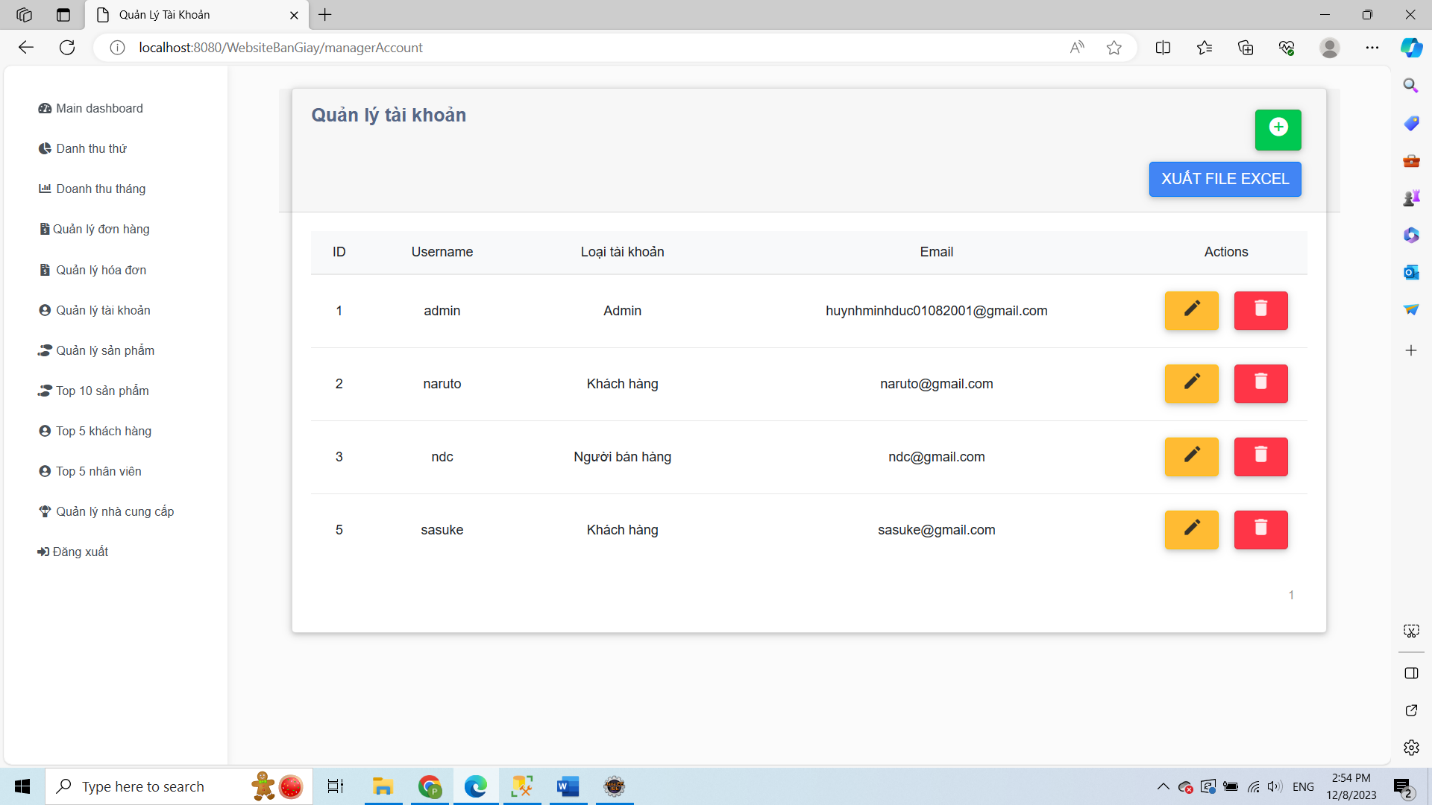 Quản Lý Tài Khoản
localhost:8080/WebsiteBanGiay/managerAccount
Main dashboard
Danh thu thứ
Doanh thu tháng
Quản lý đơn hàng
Quản lý hóa đơn
Quản lý tài khoản
Quản lý sản phẩm
Top 10 sản phẩm
Top 5 khách hàng
Top 5 nhân viên
Quản lý nhà cung cấp
Đăng xuất
Quản lý tài khoản
XUẤT FILE EXCEL
ID Username Loại tài khoản Email Actions
1 admin Admin huynhminhduc01082001@gmail.com
2 naruto Khách hàng naruto@gmail.com
3 ndc Người bán hàng ndc@gmail.com
5 sasuke Khách hàng sasuke@gmail.com
1
Type here to search
ENG
2:54 PM
12/8/2023
2